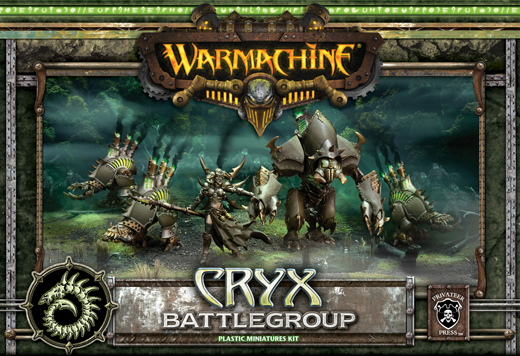 WARMACHINE
CRYX
BATTLEGROUP
PLASTIC MINIATURES KIT
PRIVATEER
PRESS